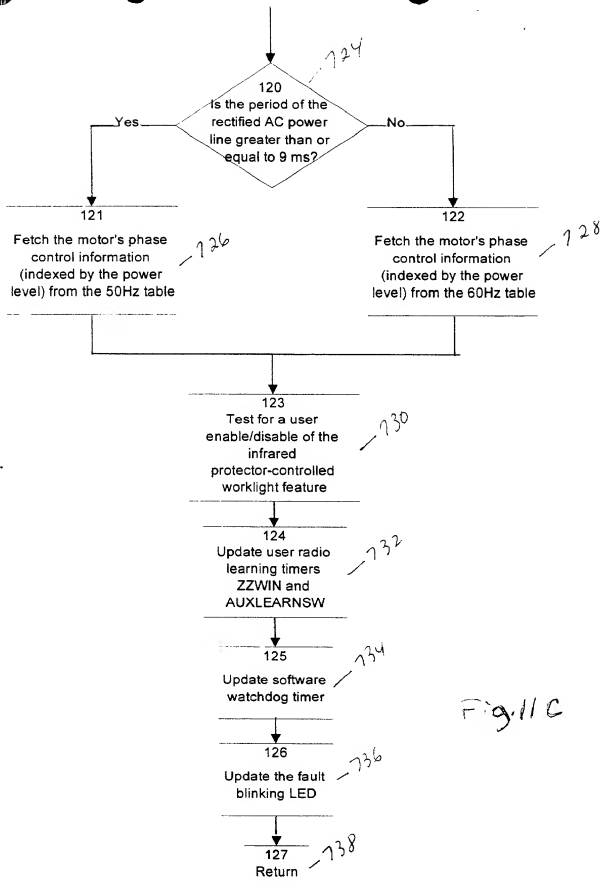 724
120
Is the period of the
rectified AC power
line greater than or
equal to 9 ms?
Yes
No
121
Fetch the motor's phase
control information
(indexed by the power
level) from the 50Hz table
726
122
Fetch the motor's phase
control information
(indexed by the power
level) from the 60Hz table
728
123
Test for a user
enable/disable of the
infrared
protector-controlled
worklight feature
730
124
Update user radio
learning timers
ZZWIN and
AUXLEARNSW
732
125
Update software
watchdog timer
734
126
Update the fault
blinking LED
736
127
Return
738
Fig. 11 C